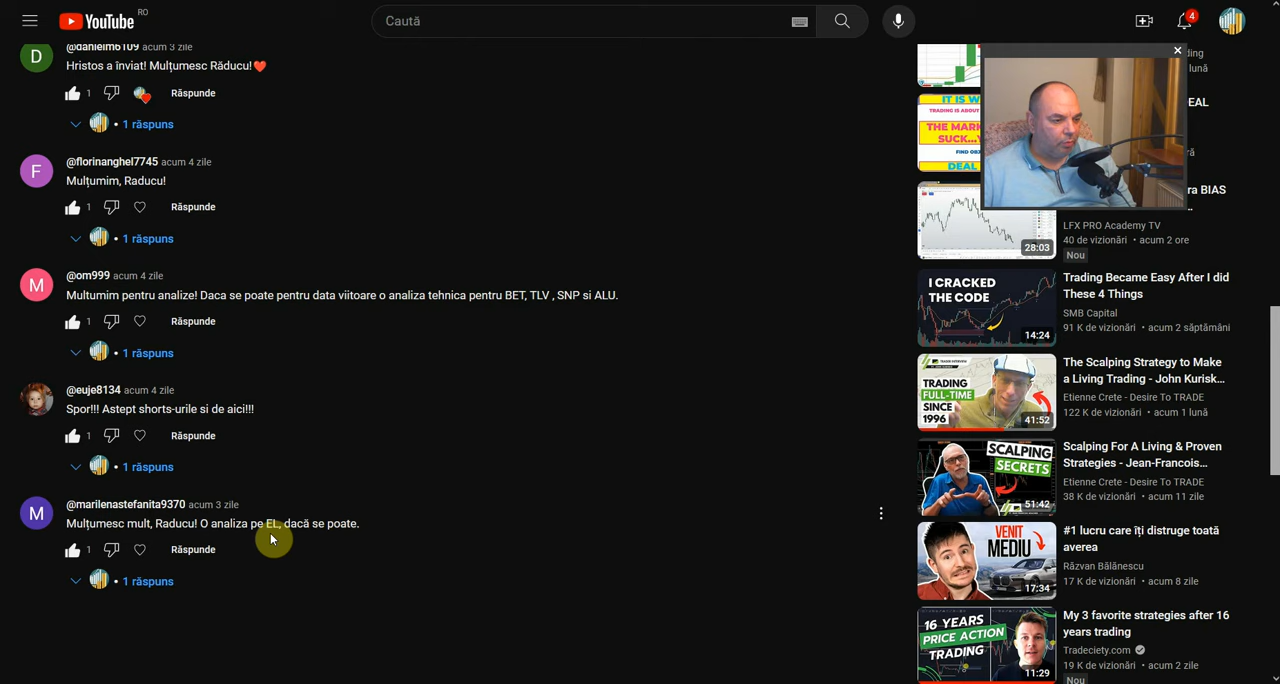 YouTube RO
Caută
4
D
@danielm6109 acum 3 zile
Hristos a înviat! Mulțumesc Răducu!❤️
1
Răspunde
• 1 răspuns
F
@florinanghel7745 acum 4 zile
Mulțumim, Raducu!
1
Răspunde
• 1 răspuns
M
@om999 acum 4 zile
Multumim pentru analize! Daca se poate pentru data viitoare o analiza tehnica pentru BET, TLV , SNP si ALU.
1
Răspunde
• 1 răspuns
@euje8134 acum 4 zile
Spor!!! Astept shorts-urile si de aici!!!
1
Răspunde
• 1 răspuns
M
@marilenastefanita9370 acum 3 zile
Mulțumesc mult, Raducu! O analiza pe EL, dacă se poate.
1
Răspunde
• 1 răspuns
ding
lună
IT IS W
TRADING IS ABOUT
THE MARK
SUCK...Y
FIND OB
DEAL
EAL
ră
ra BIAS
...
LFX PRO Academy TV
40 de vizionări • acum 2 ore
Nou
28:03
I CRACKED
THE CODE
14:24
Trading Became Easy After I did
These 4 Things
SMB Capital
91 K de vizionări • acum 2 săptămâni
TRADING
FULL-TIME
SINCE
1996
41:52
The Scalping Strategy to Make
a Living Trading - John Kurisk...
Etienne Crete - Desire To TRADE
122 K de vizionări • acum 1 lună
SCALPING
SECRETS
51:42
Scalping For A Living & Proven
Strategies - Jean-Francois...
Etienne Crete - Desire To TRADE
38 K de vizionări • acum 11 zile
VENIT
MEDIU
17:34
#1 lucru care îți distruge toată
averea
Răzvan Bălănescu
17 K de vizionări • acum 8 zile
16 YEARS
PRICE ACTION
TRADING
11:29
My 3 favorite strategies after 16
years trading
Tradeciety.com
19 K de vizionări • acum 2 zile
Nou